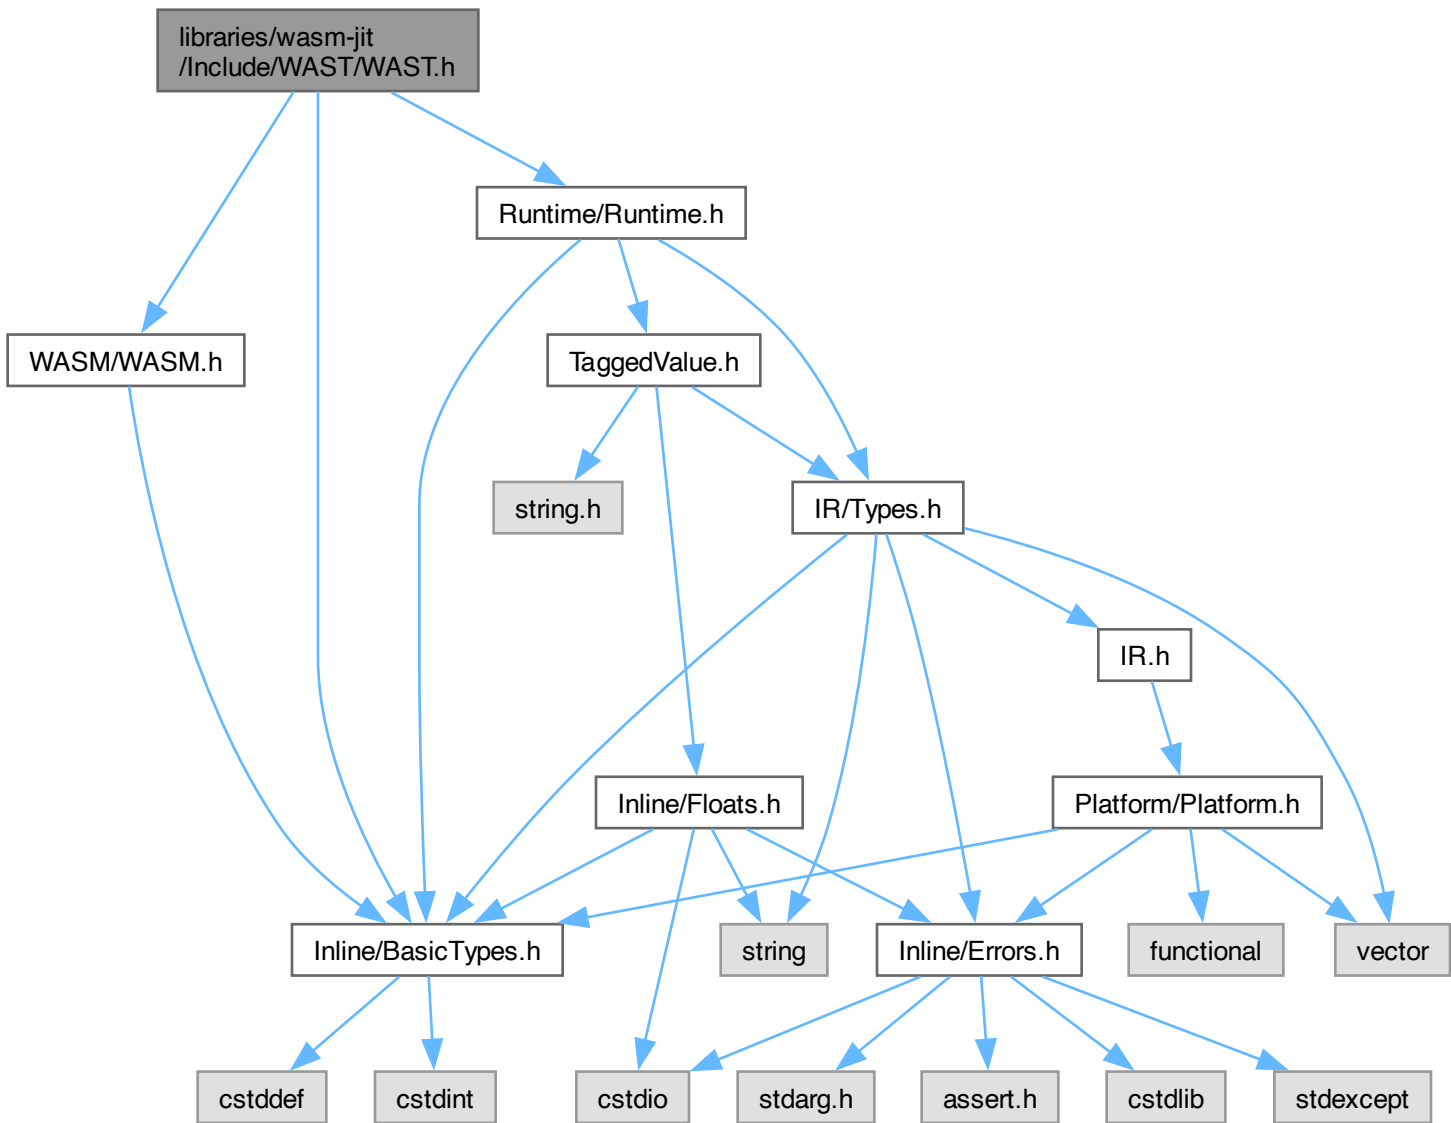 libraries/wasm-jit
/Include/WAST/WAST.h
Runtime/Runtime.h
WASM/WASM.h
TaggedValue.h
string.h
IR/Types.h
IR.h
Inline/Floats.h
Platform/Platform.h
Inline/BasicTypes.h
string
Inline/Errors.h
functional
vector
cstddef
cstdint
cstdio
stdarg.h
assert.h
cstdlib
stdexcept